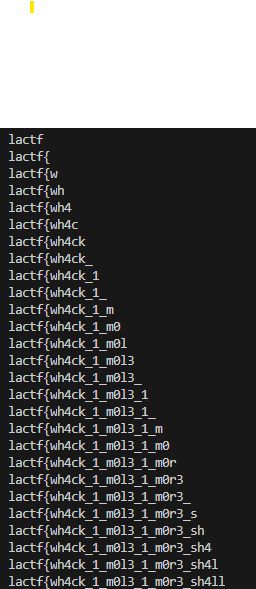 lactf
lactf{
lactf{w
lactf{wh
lactf{wh4
lactf{wh4c
lactf{wh4ck
lactf{wh4ck_
lactf{wh4ck_1
lactf{wh4ck_1_
lactf{wh4ck_1_m
lactf{wh4ck_1_m0
lactf{wh4ck_1_m0l
lactf{wh4ck_1_m0l3
lactf{wh4ck_1_m0l3_
lactf{wh4ck_1_m0l3_1
lactf{wh4ck_1_m0l3_1_
lactf{wh4ck_1_m0l3_1_m
lactf{wh4ck_1_m0l3_1_m0
lactf{wh4ck_1_m0l3_1_m0r
lactf{wh4ck_1_m0l3_1_m0r3
lactf{wh4ck_1_m0l3_1_m0r3_
lactf{wh4ck_1_m0l3_1_m0r3_s
lactf{wh4ck_1_m0l3_1_m0r3_sh
lactf{wh4ck_1_m0l3_1_m0r3_sh4
lactf{wh4ck_1_m0l3_1_m0r3_sh4l
lactf{wh4ck_1_m0l3_1_m0r3_sh4ll